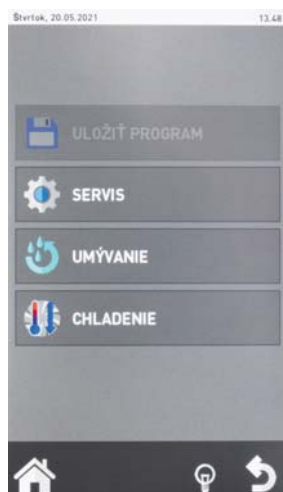 Štvrtok, 20.05.2021 13.48
ULOŽIŤ PROGRAM
SERVIS
UMÝVANIE
CHLADENIE